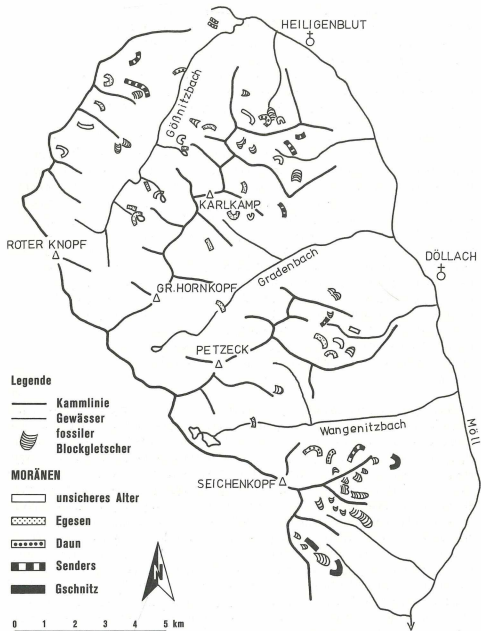 HEILIGENBLUT
Gößnitzbach
KARLKAMP
ROTER KNOPF
DÖLLACH
Gradenbach
GR. HORNKOPF
PETZECK
Legende
Kammlinie
Gewässer
fossiler
Blockgletscher
Wangenitzbach
Möll
MORÄNEN
SEICHENKOPF
unsicheres Alter
Egesen
Daun
Senders
Gschnitz
N
0 1 2 3 4 5 km